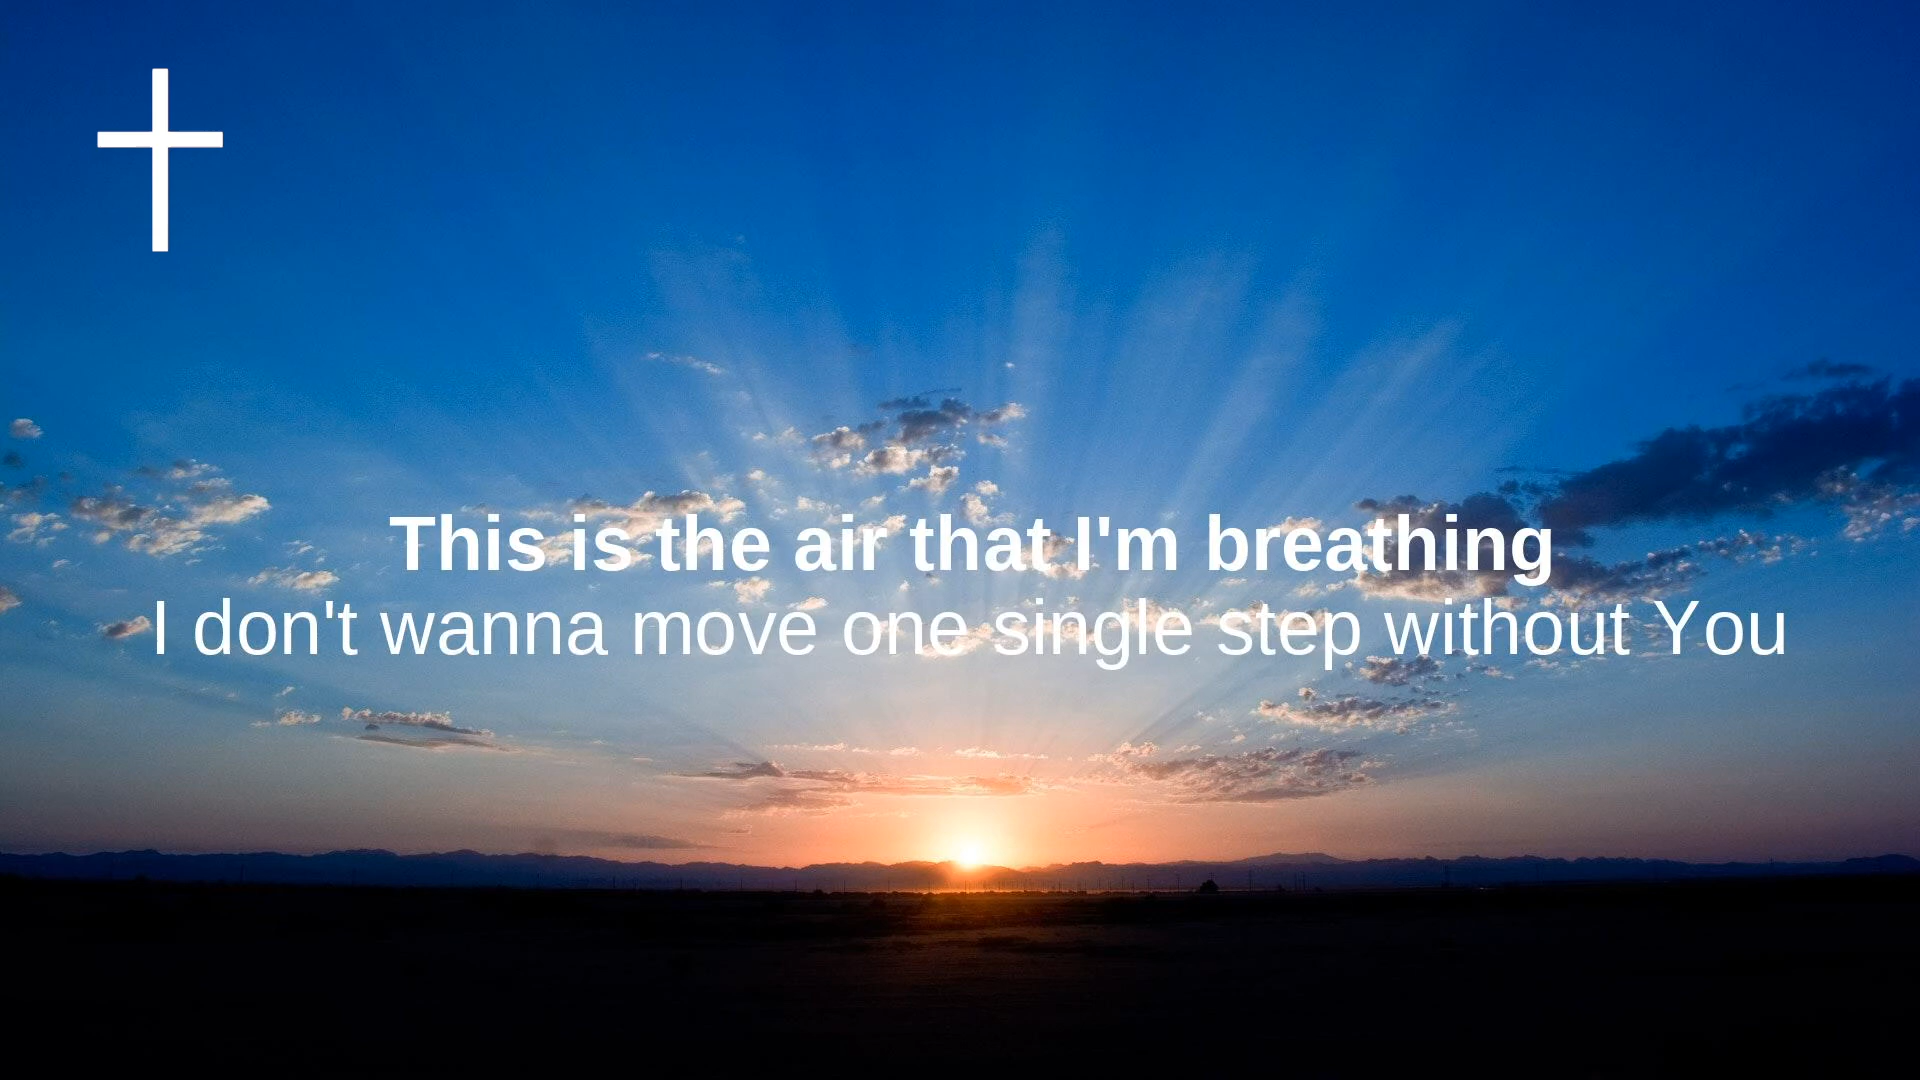 This is the air that I'm breathing
I don't wanna move one single step without You